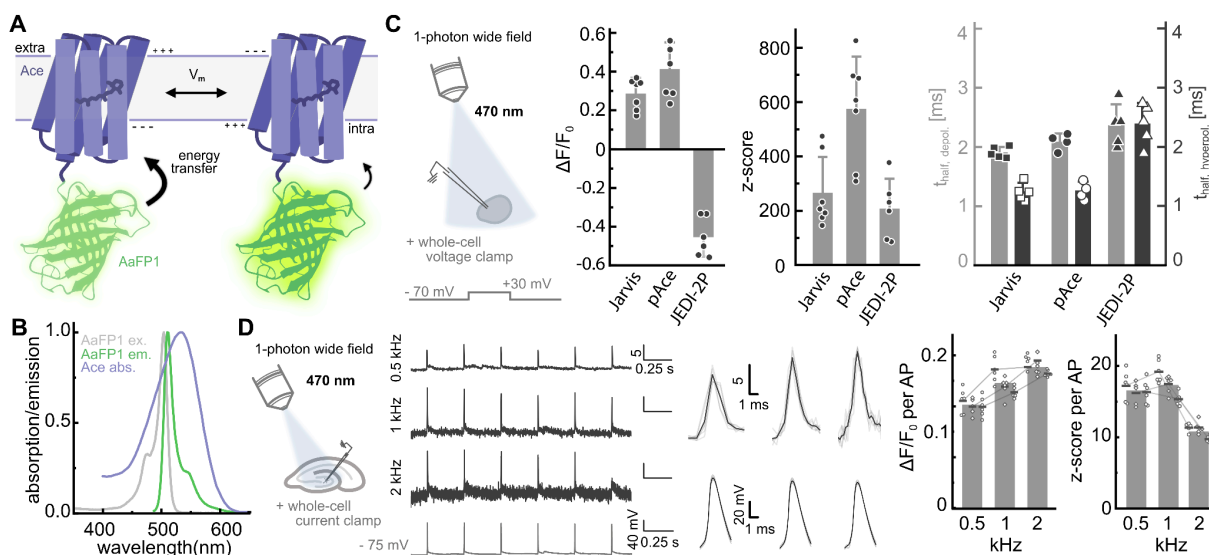 A
extra
+ + +
- - -
Ace
Vm
- - -
+ + +
intra
energy
transfer
AaFP1
B
1.0
0.5
0.0
absorption/emission
AaFP1 ex.
AaFP1 em.
Ace abs.
400
500
600
wavelength(nm)
C
1-photon wide field
470 nm
+ whole-cell
voltage clamp
- 70 mV
+30 mV
ΔF/F0
0.6
0.4
0.2
0
-0.2
-0.4
-0.6
Jarvis
pAce
JEDI-2P
z-score
800
600
400
200
0
Jarvis
pAce
JEDI-2P
thalf, depol. [ms]
4
3
2
1
0
thalf, hyperpol. [ms]
4
3
2
1
0
Jarvis
pAce
JEDI-2P
D
1-photon wide field
470 nm
+ whole-cell
current clamp
0.5 kHz
1 kHz
2 kHz
- 75 mV
5
0.25 s
40 mV
0.25 s
5
1 ms
20 mV
1 ms
ΔF/F0 per AP
0.2
0.1
0
0.5
1
2
kHz
z-score per AP
20
10
0
0.5
1
2
kHz